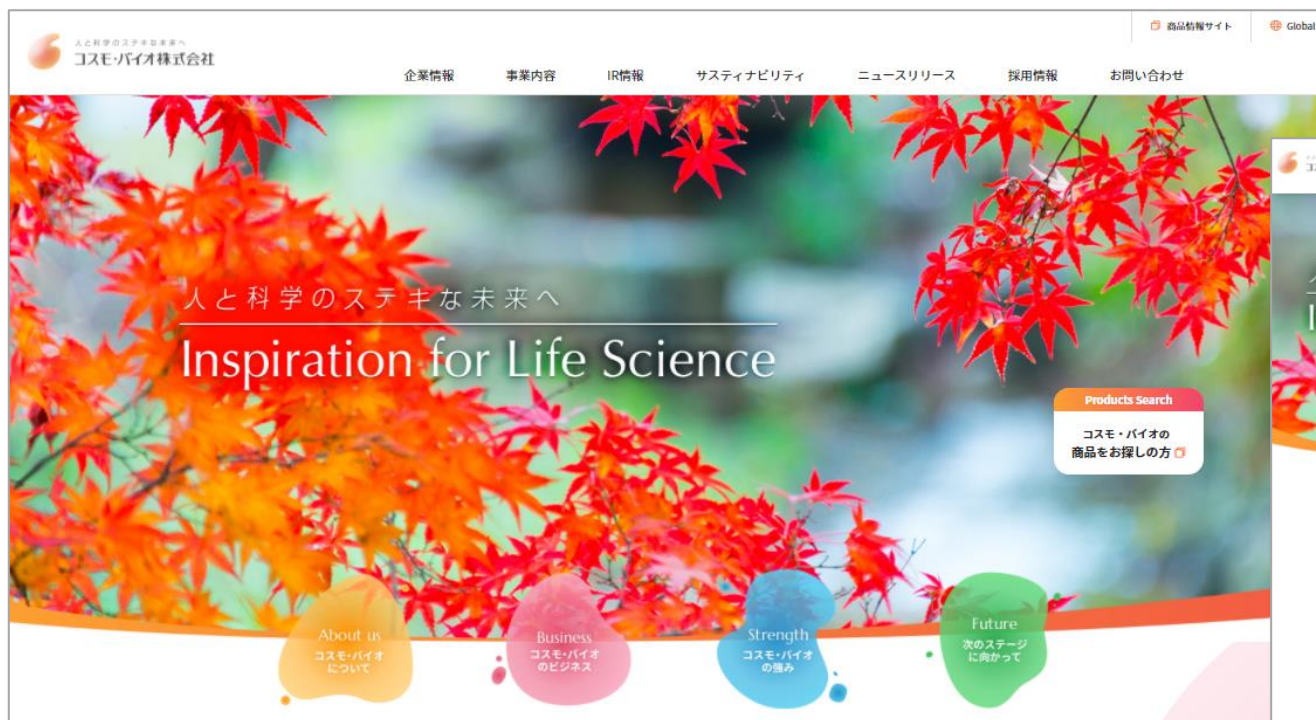 商品情報サイト
Global
人と科学のステキな未来へ
コスモ・バイオ株式会社
企業情報
事業内容
IR情報
サスティナビリティ
ニュースリリース
採用情報
お問い合わせ
人と科学のステキな未来へ
Inspiration for Life Science
Products Search
コスモ・バイオの
商品をお探しの方
About us
コスモ・バイオ
について
Business
コスモ・バイオ
のビジネス
Strength
コスモ・バイオ
の強み
Future
次のステージ
に向かって